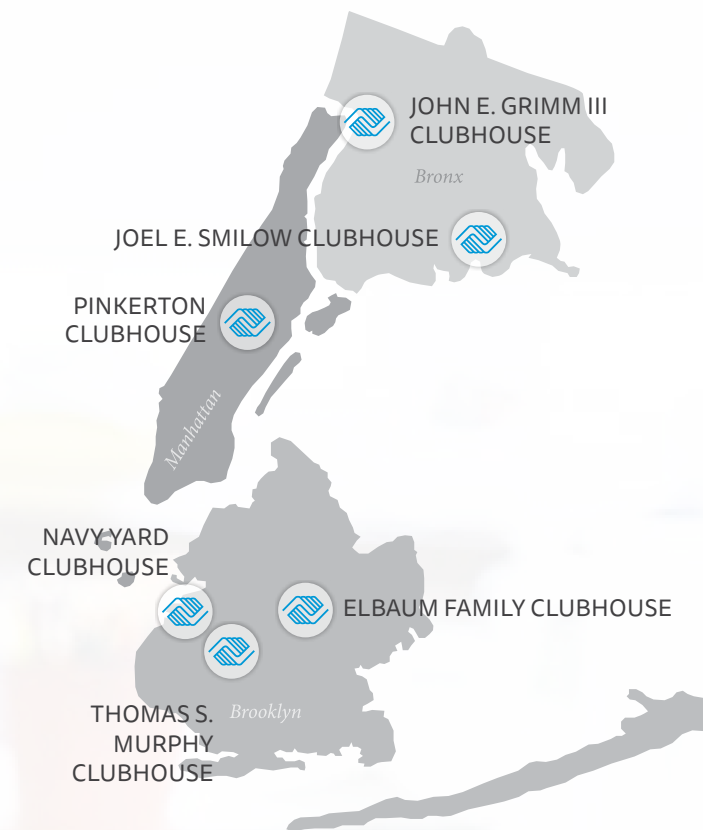 JOHN E. GRIMM III
CLUBHOUSE
Bronx
JOEL E. SMILOW CLUBHOUSE
PINKERTON
CLUBHOUSE
Manhattan
NAVY YARD
CLUBHOUSE
ELBAUM FAMILY CLUBHOUSE
THOMAS S.
MURPHY
CLUBHOUSE
Brooklyn